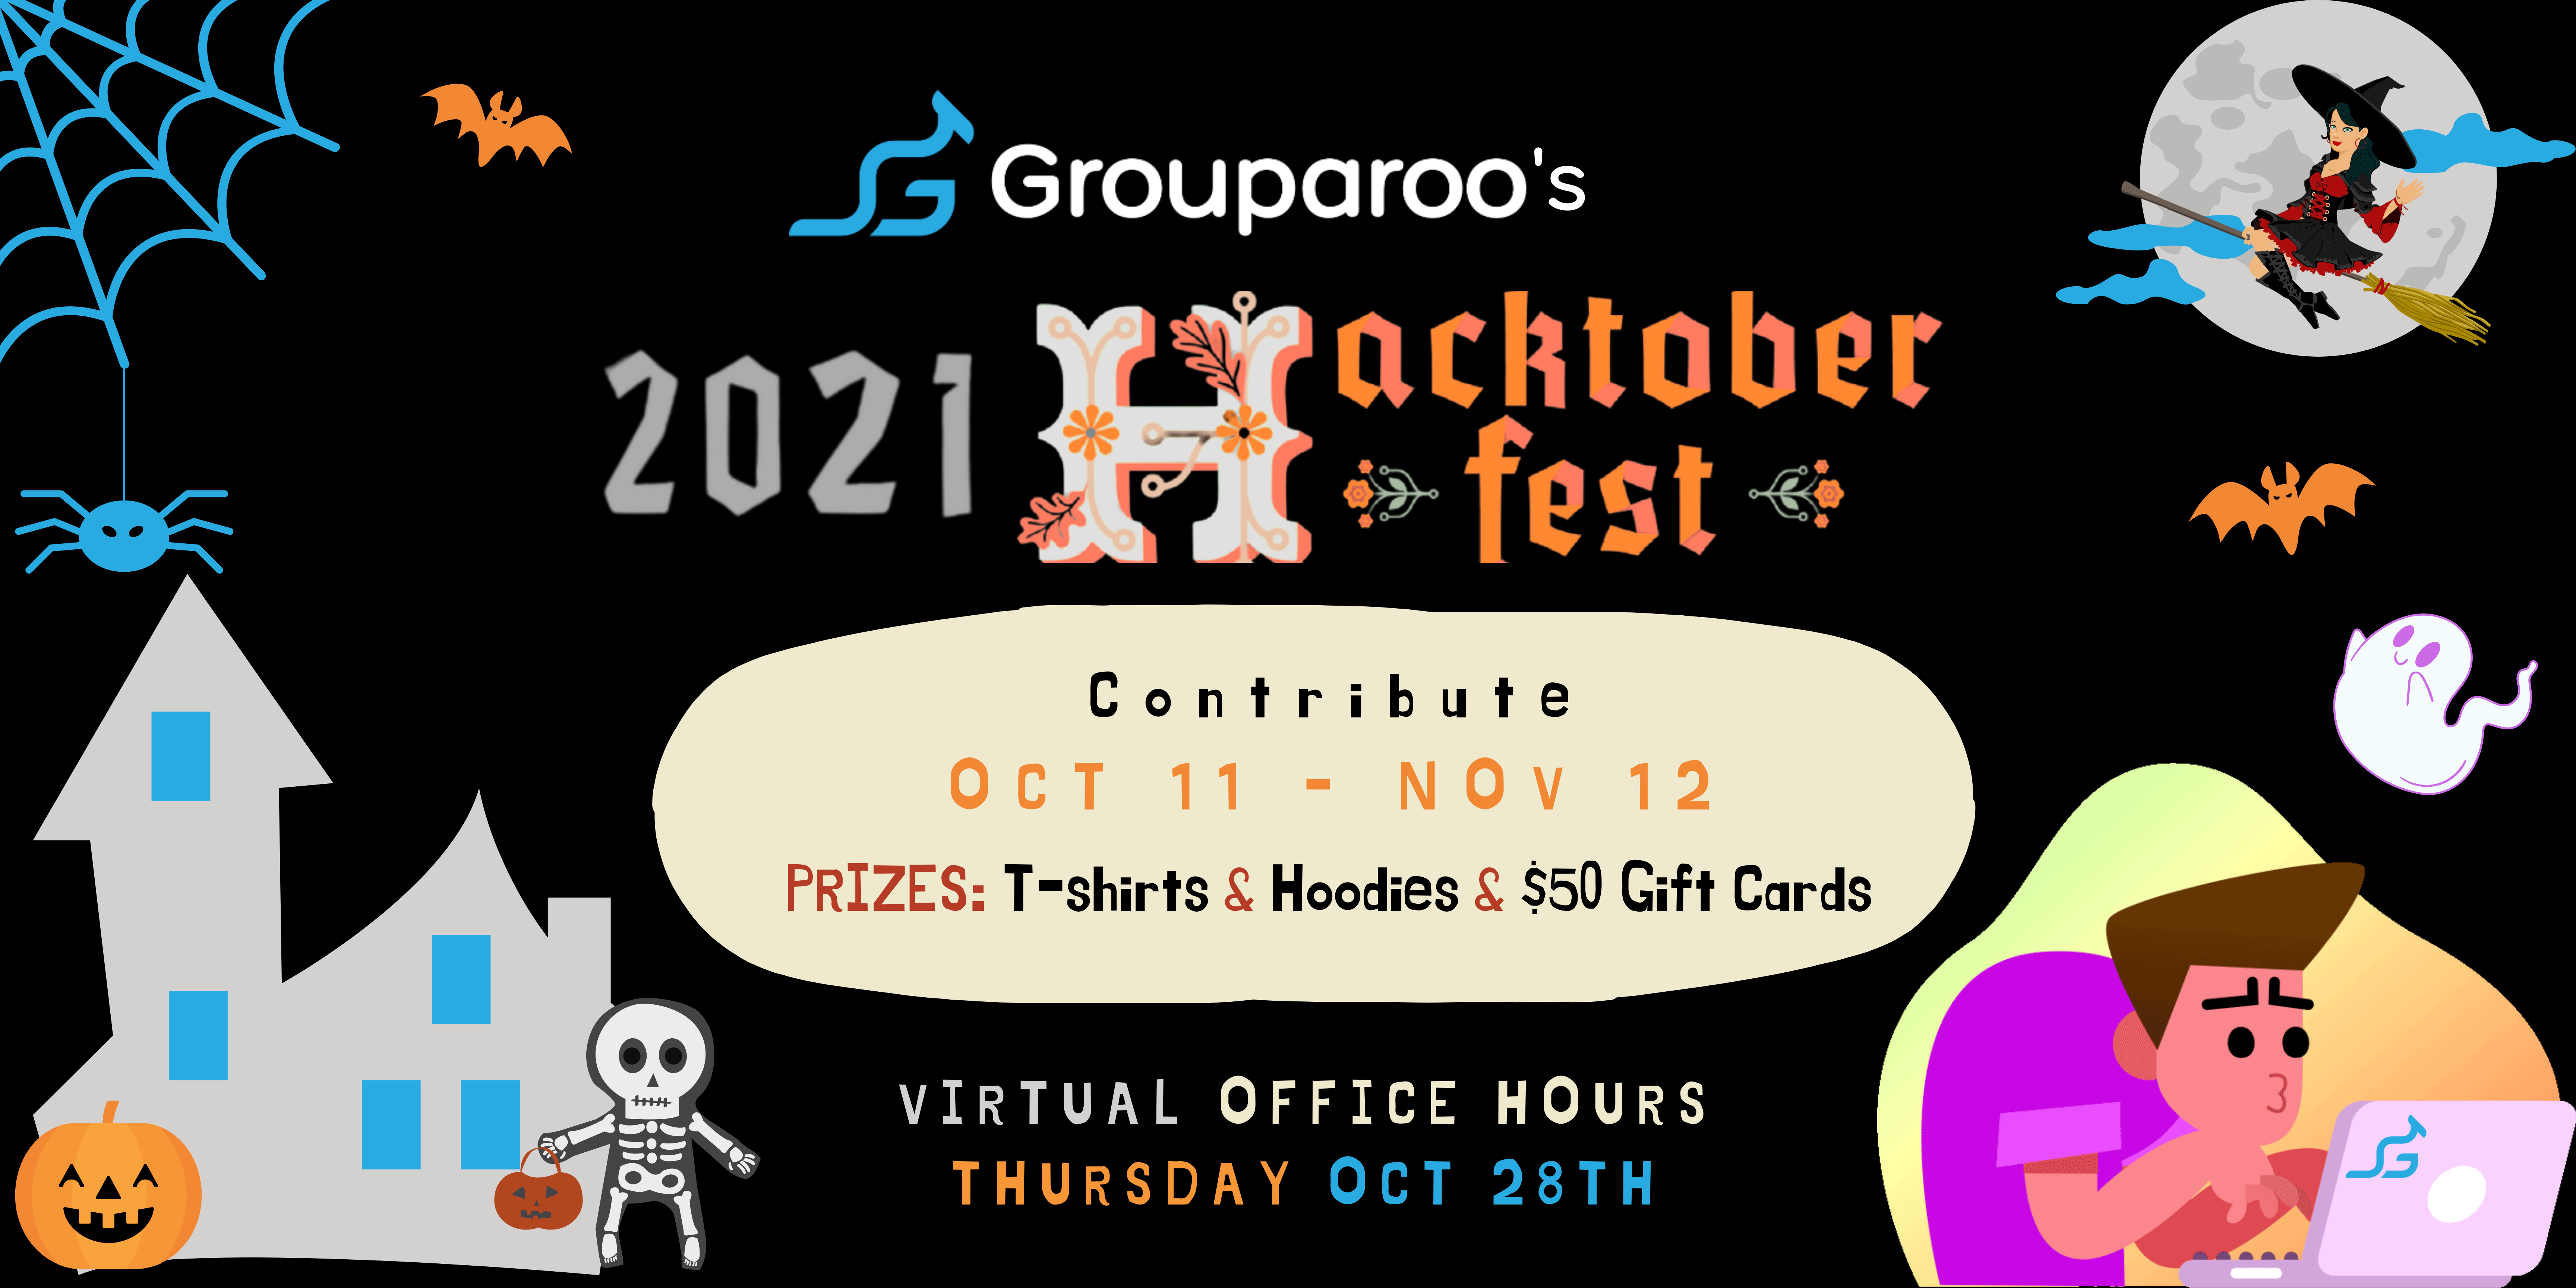 Grouparoo's
2021 Hacktober
fest
Contribute
OCT 11 - NOV 12
PRIZES: T-shirts & Hoodies & $50 Gift Cards
VIRTUAL OFFICE HOURS
THURSDAY OCT 28TH